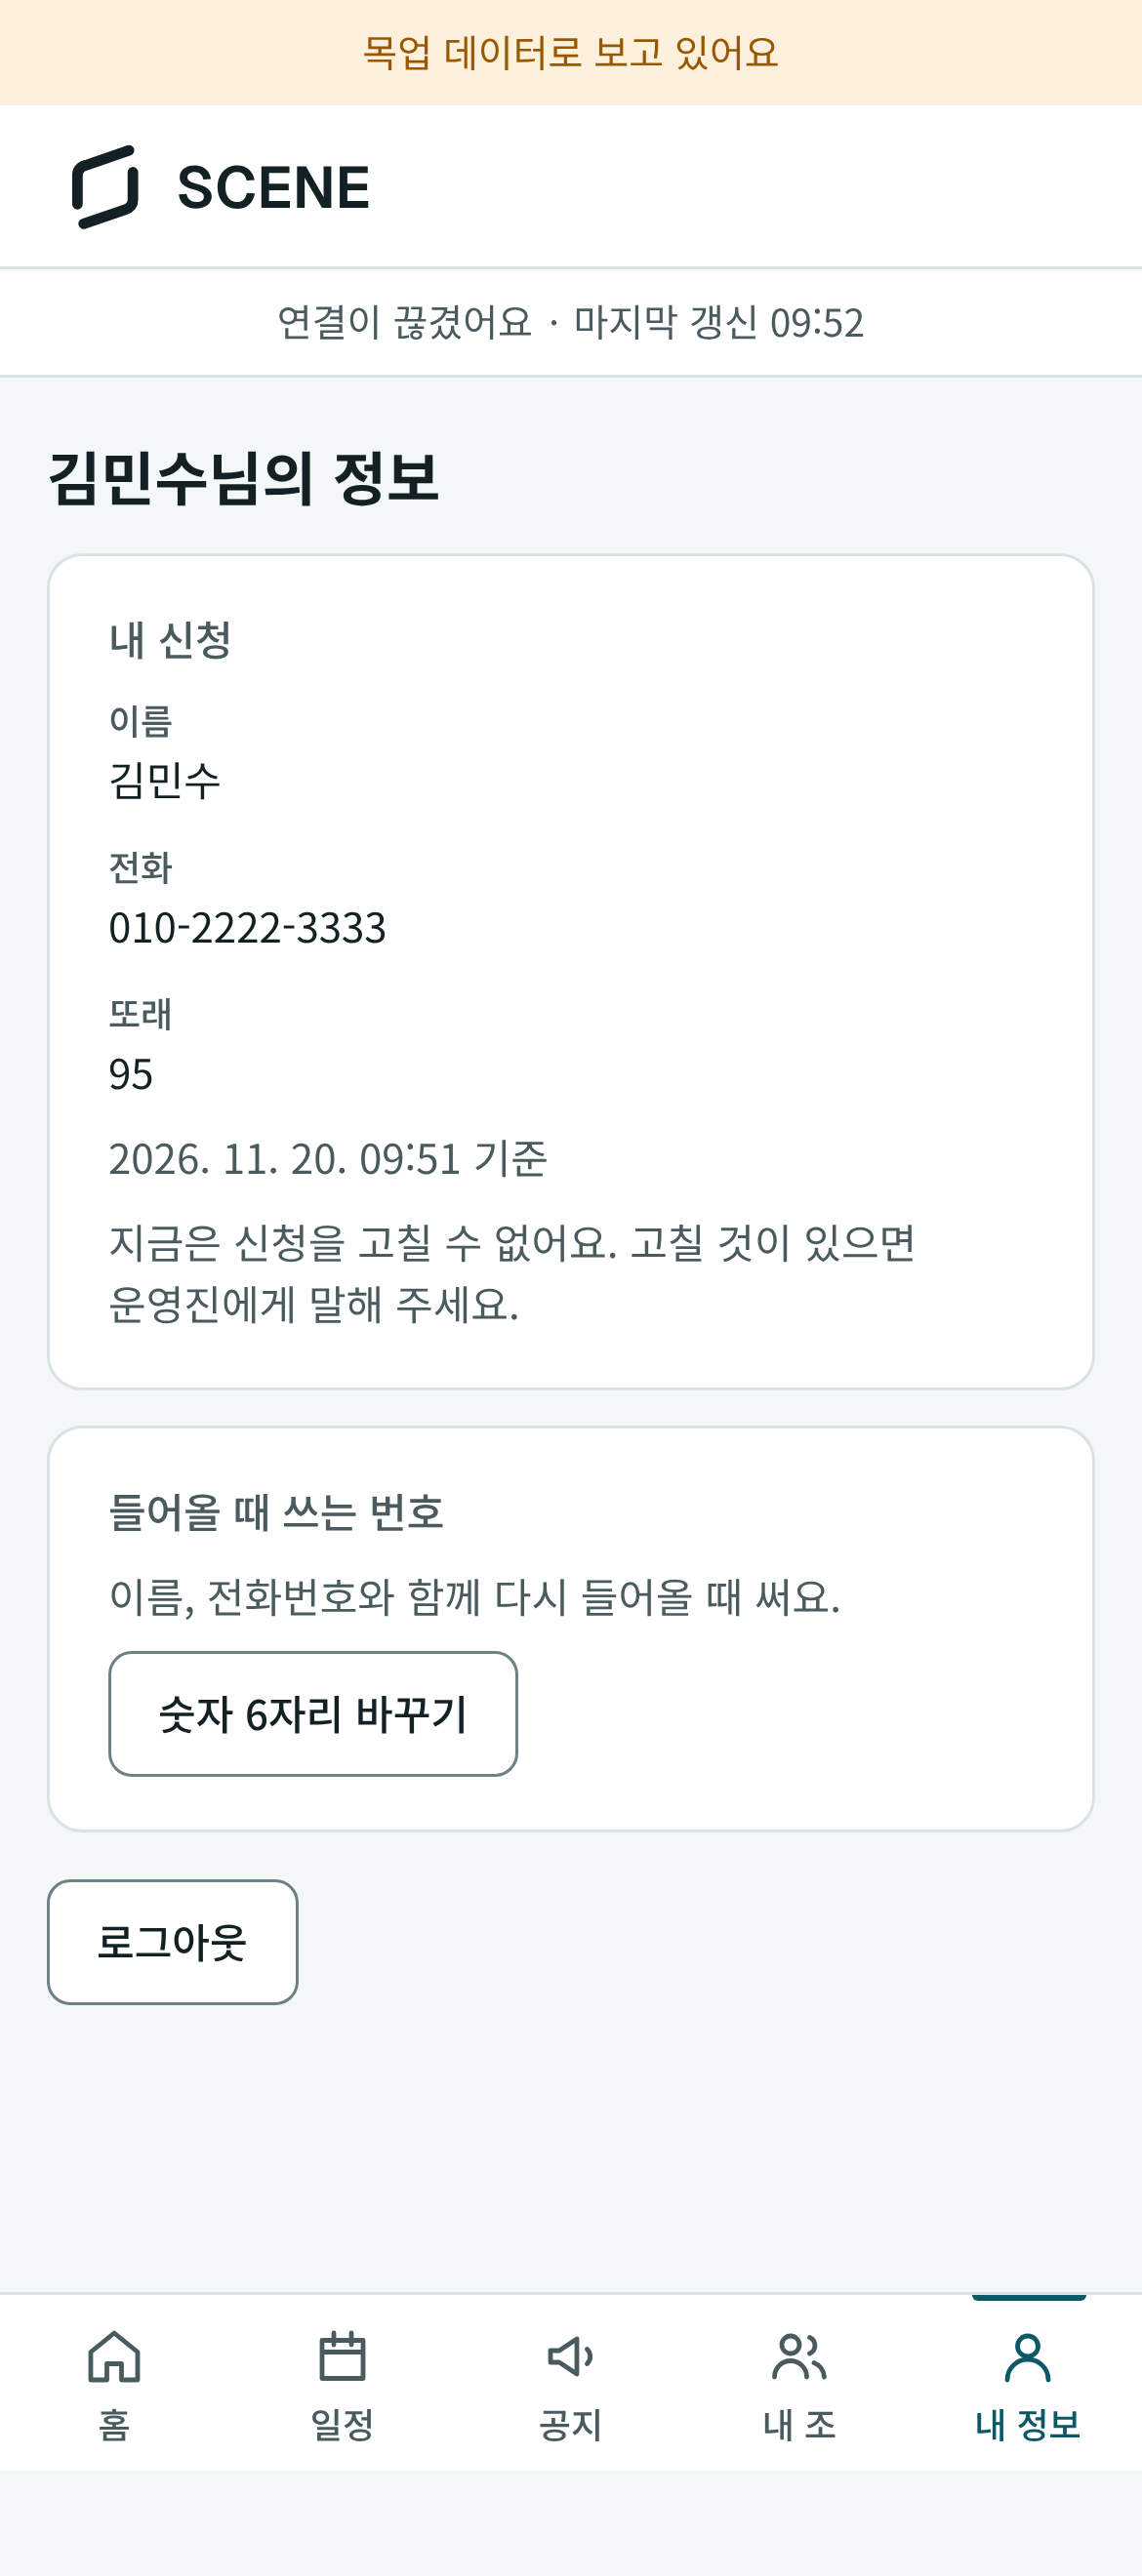 목업 데이터로 보고 있어요
SCENE
연결이 끊겼어요 · 마지막 갱신 09:52
김민수님의 정보
내 신청
이름
김민수
전화
010-2222-3333
또래
95
2026. 11. 20. 09:51 기준
지금은 신청을 고칠 수 없어요. 고칠 것이 있으면
운영진에게 말해 주세요.
들어올 때 쓰는 번호
이름, 전화번호와 함께 다시 들어올 때 써요.
숫자 6자리 바꾸기
로그아웃
홈
일정
공지
내 조
내 정보